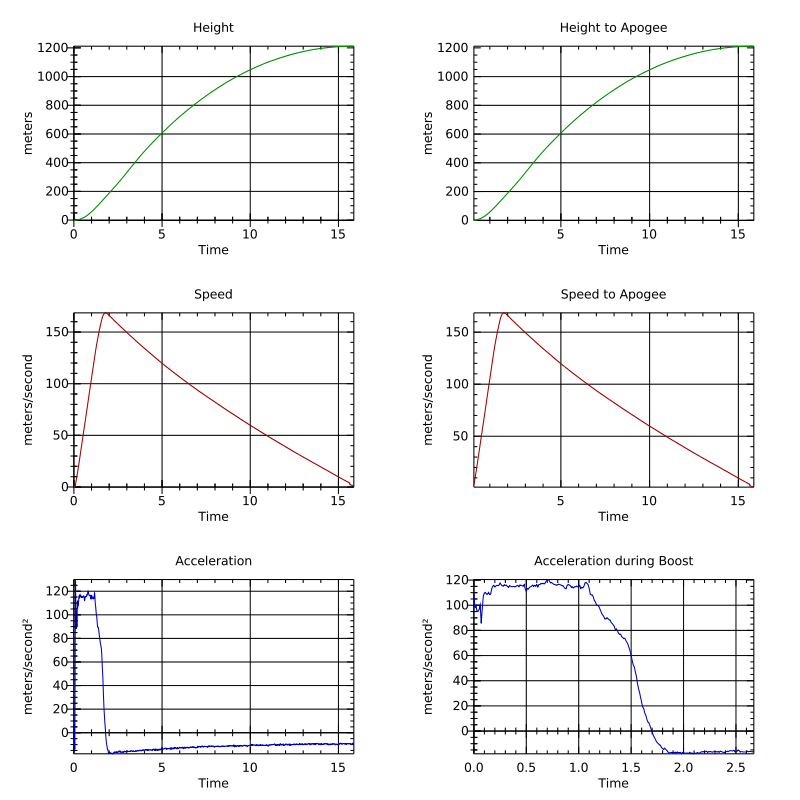 Height
Height to Apogee
1200
1000
800
600
400
200
0
meters
0 5 10 15
Time
1200
1000
800
600
400
200
0
meters
5 10 15
Time
Speed
Speed to Apogee
150
100
50
0
meters/second
0 5 10 15
Time
150
100
50
meters/second
5 10 15
Time
Acceleration
Acceleration during Boost
120
100
80
60
40
20
0
meters/second²
0 5 10 15
Time
120
100
80
60
40
20
0
meters/second²
0.0 0.5 1.0 1.5 2.0 2.5
Time